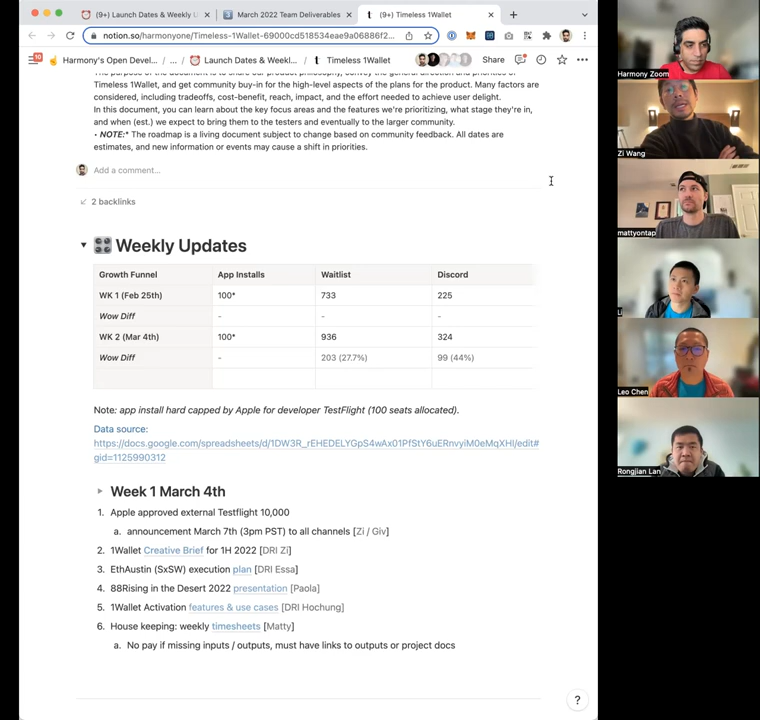 (9+) Launch Dates & Weekly U
March 2022 Team Deliverables
(9+) Timeless 1Wallet
notion.so/harmonyone/Timeless-1Wallet-69000cd518534eae9a06886f2...
10
Harmony's Open Devel...
/
...
/
Launch Dates & Weekl...
/
Timeless 1Wallet
Share
Timeless 1Wallet, and get community buy-in for the high-level aspects of the plans for the product. Many factors
are considered, including tradeoffs, cost-benefit, reach, impact, and the effort needed to achieve user delight.
In this document, you can learn about the key focus areas and the features we're prioritizing, what stage they're in,
and when (est.) we expect to bring them to the testers and eventually to the larger community.
• NOTE:* The roadmap is a living document subject to change based on community feedback. All dates are
estimates, and new information or events may cause a shift in priorities.
Add a comment...
2 backlinks
Weekly Updates
Growth Funnel App Installs Waitlist Discord
WK 1 (Feb 25th) 100* 733 225
Wow Diff - - -
WK 2 (Mar 4th) 100* 936 324
Wow Diff - 203 (27.7%) 99 (44%)
Note: app install hard capped by Apple for developer TestFlight (100 seats allocated).
Data source:
https://docs.google.com/spreadsheets/d/1DW3R_rEHEDELYGpS4wAx01PfStY6uERnvyiM0eMqXHI/edit#
gid=1125990312
Week 1 March 4th
1. Apple approved external Testflight 10,000
a. announcement March 7th (3pm PST) to all channels [Zi / Giv]
2. 1Wallet Creative Brief for 1H 2022 [DRI Zi]
3. EthAustin (SxSW) execution plan [DRI Essa]
4. 88Rising in the Desert 2022 presentation [Paola]
5. 1Wallet Activation features & use cases [DRI Hochung]
6. House keeping: weekly timesheets [Matty]
a. No pay if missing inputs / outputs, must have links to outputs or project docs
?
Harmony Zoom
Zi Wang
mattyontap
Li
Leo Chen
Rongjian Lan